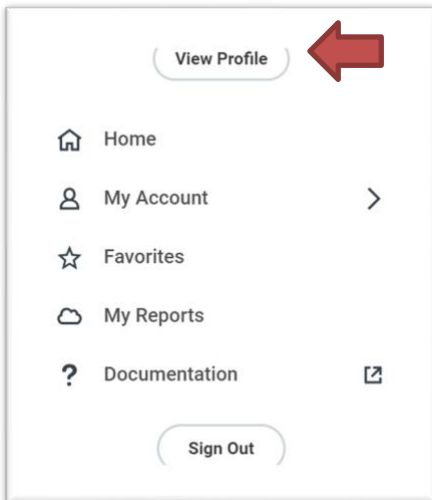 View Profile
Home
My Account
Favorites
My Reports
Documentation
Sign Out